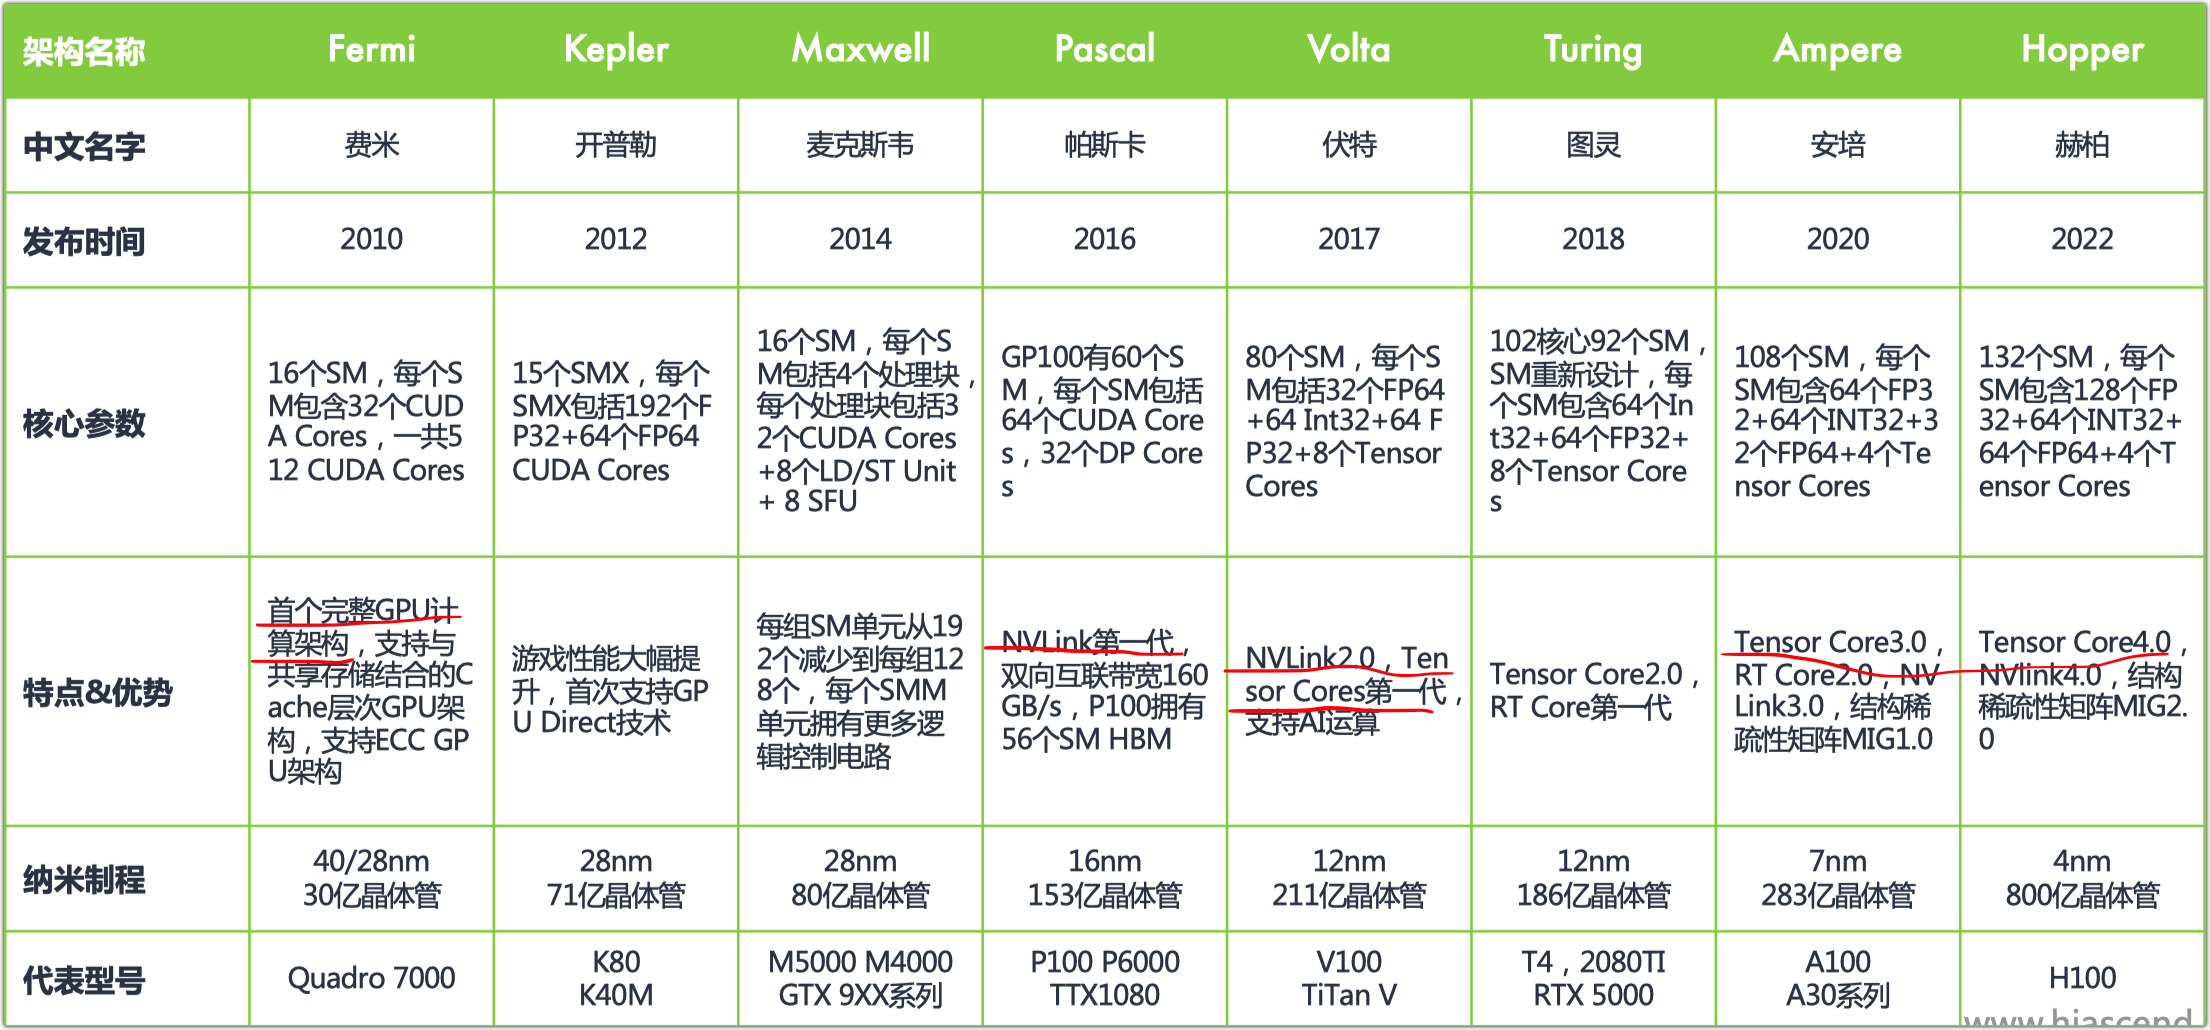 架构名称 Fermi Kepler Maxwell Pascal Volta Turing Ampere Hopper
中文名字 费米 开普勒 麦克斯韦 帕斯卡 伏特 图灵 安培 赫柏
发布时间 2010 2012 2014 2016 2017 2018 2020 2022
核心参数
16个SM，每个S
M包含32个CUD
A Cores，一共5
12 CUDA Cores
15个SMX，每个
SMX包括192个F
P32+64个FP64
CUDA Cores
16个SM，每个S
M包括4个处理块，
每个处理块包括3
2个CUDA Cores
+8个LD/ST Unit
+ 8 SFU
GP100有60个S
M，每个SM包括
64个CUDA Core
s，32个DP Core
s
80个SM，每个S
M包括32个FP64
+64 Int32+64 F
P32+8个Tensor
Cores
102核心92个SM，
SM重新设计，每
个SM包含64个In
t32+64个FP32+
8个Tensor Core
s
108个SM，每个
SM包含64个FP3
2+64个INT32+3
2个FP64+4个Te
nsor Cores
132个SM，每个
SM包含128个FP
32+64个INT32+
64个FP64+4个T
ensor Cores
特点&优势
首个完整GPU计
算架构，支持与
共享存储结合的C
ache层次GPU架
构，支持ECC GP
U架构
游戏性能大幅提
升，首次支持GP
U Direct技术
每组SM单元从19
2个减少到每组12
8个，每个SMM
单元拥有更多逻
辑控制电路
NVLink第一代，
双向互联带宽160
GB/s，P100拥有
56个SM HBM
NVLink2.0，Ten
sor Cores第一代，
支持AI运算
Tensor Core2.0，
RT Core第一代
Tensor Core3.0，
RT Core2.0，NV
Link3.0，结构稀
疏性矩阵MIG1.0
Tensor Core4.0，
NVlink4.0，结构
稀疏性矩阵MIG2.
0
纳米制程
40/28nm
30亿晶体管
28nm
71亿晶体管
28nm
80亿晶体管
16nm
153亿晶体管
12nm
211亿晶体管
12nm
186亿晶体管
7nm
283亿晶体管
4nm
800亿晶体管
代表型号
Quadro 7000
K80
K40M
M5000 M4000
GTX 9XX系列
P100 P6000
TTX1080
V100
TiTan V
T4，2080TI
RTX 5000
A100
A30系列
H100
www.hiascend